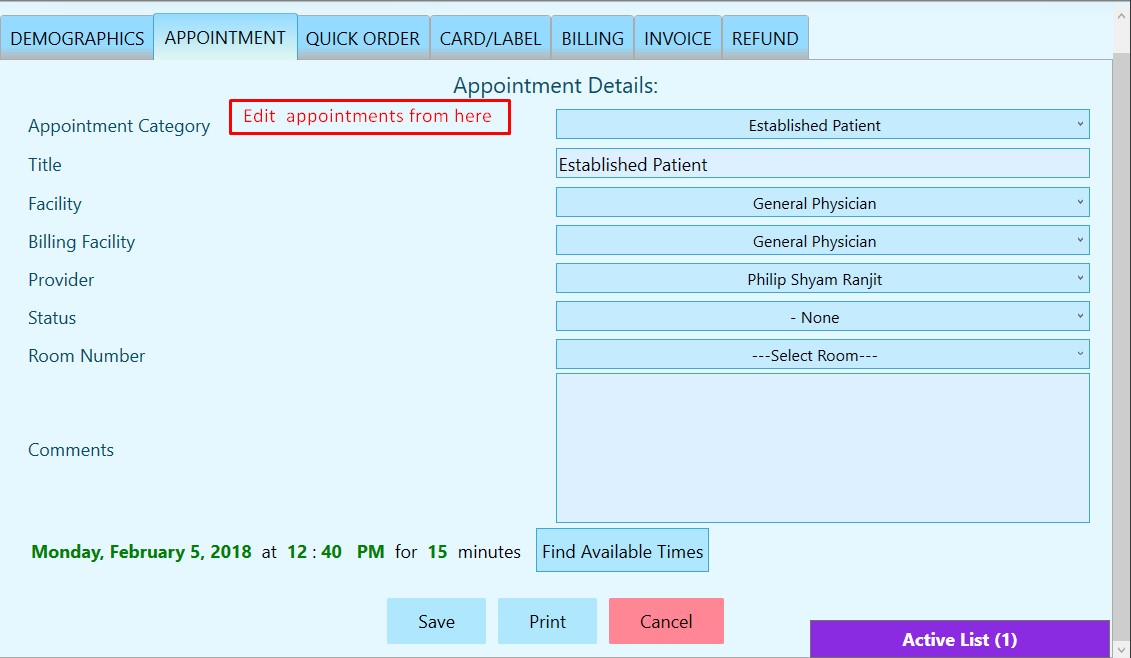 DEMOGRAPHICS APPOINTMENT QUICK ORDER CARD/LABEL BILLING INVOICE REFUND
Appointment Details:
Edit appointments from here
Appointment Category Established Patient
Title Established Patient
Facility General Physician
Billing Facility General Physician
Provider Philip Shyam Ranjit
Status - None
Room Number ---Select Room---
Comments
Monday, February 5, 2018 at 12 : 40 PM for 15 minutes Find Available Times
Save Print Cancel
Active List (1)